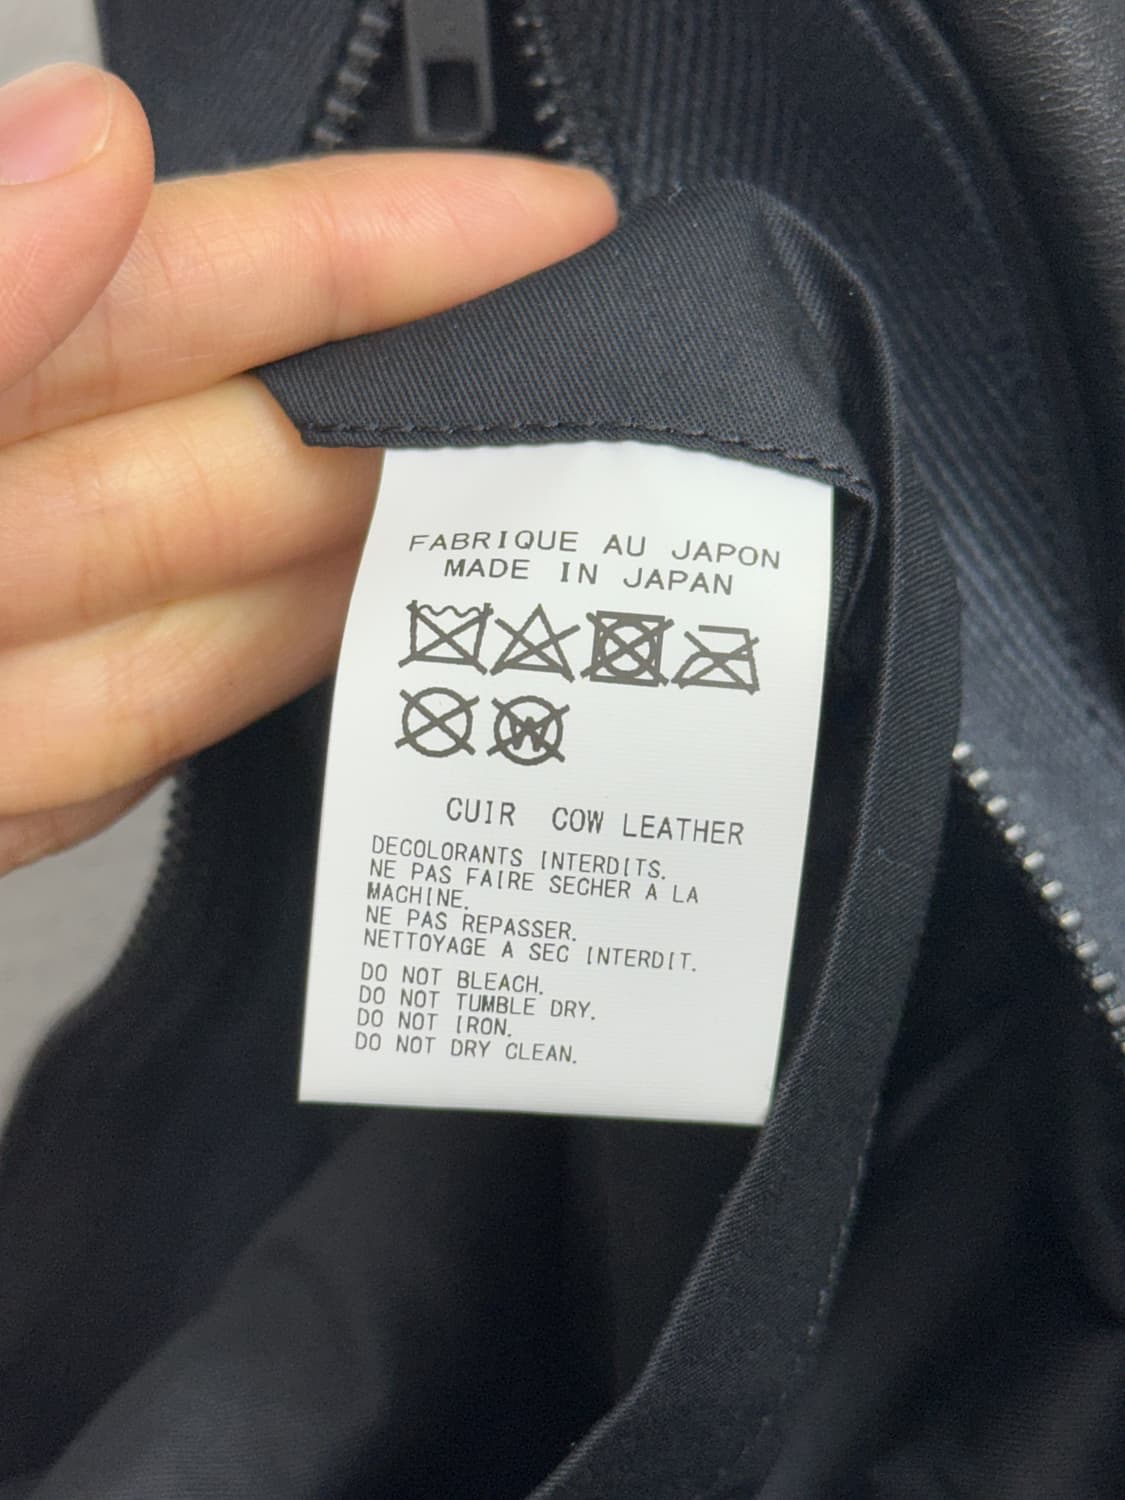 FABRIQUE AU JAPON
MADE IN JAPAN
W
CUIR COW LEATHER
DECOLORANTS INTERDITS.
NE PAS FAIRE SECHER A LA
MACHINE.
NE PAS REPASSER.
NETTOYAGE A SEC INTERDIT.
DO NOT BLEACH.
DO NOT TUMBLE DRY.
DO NOT IRON.
DO NOT DRY CLEAN.